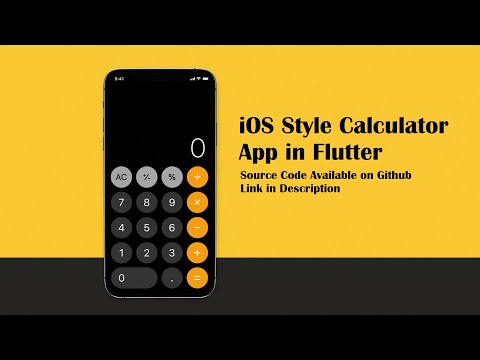 9:41
iOS Style Calculator
App in Flutter
Source Code Available on Github
Link in Description
0
AC +/- % ÷
7 8 9 ×
4 5 6 −
1 2 3 +
0 . =